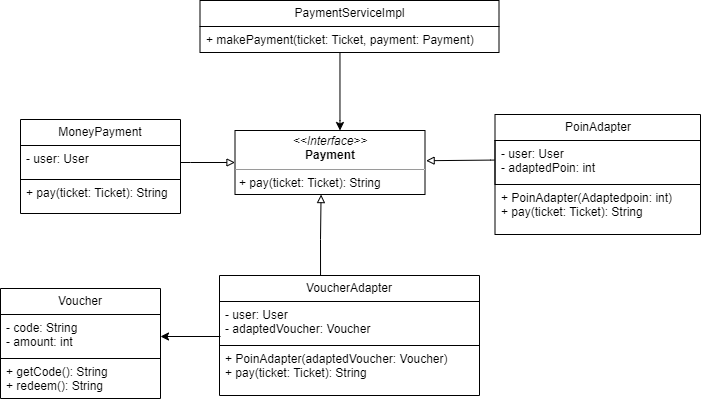 PaymentServiceImpl
+ makePayment(ticket: Ticket, payment: Payment)
MoneyPayment
- user: User
+ pay(ticket: Ticket): String
<<Interface>>
Payment
+ pay(ticket: Ticket): String
PoinAdapter
- user: User
- adaptedPoin: int
+ PoinAdapter(Adaptedpoin: int)
+ pay(ticket: Ticket): String
Voucher
- code: String
- amount: int
+ getCode(): String
+ redeem(): String
VoucherAdapter
- user: User
- adaptedVoucher: Voucher
+ PoinAdapter(adaptedVoucher: Voucher)
+ pay(ticket: Ticket): String